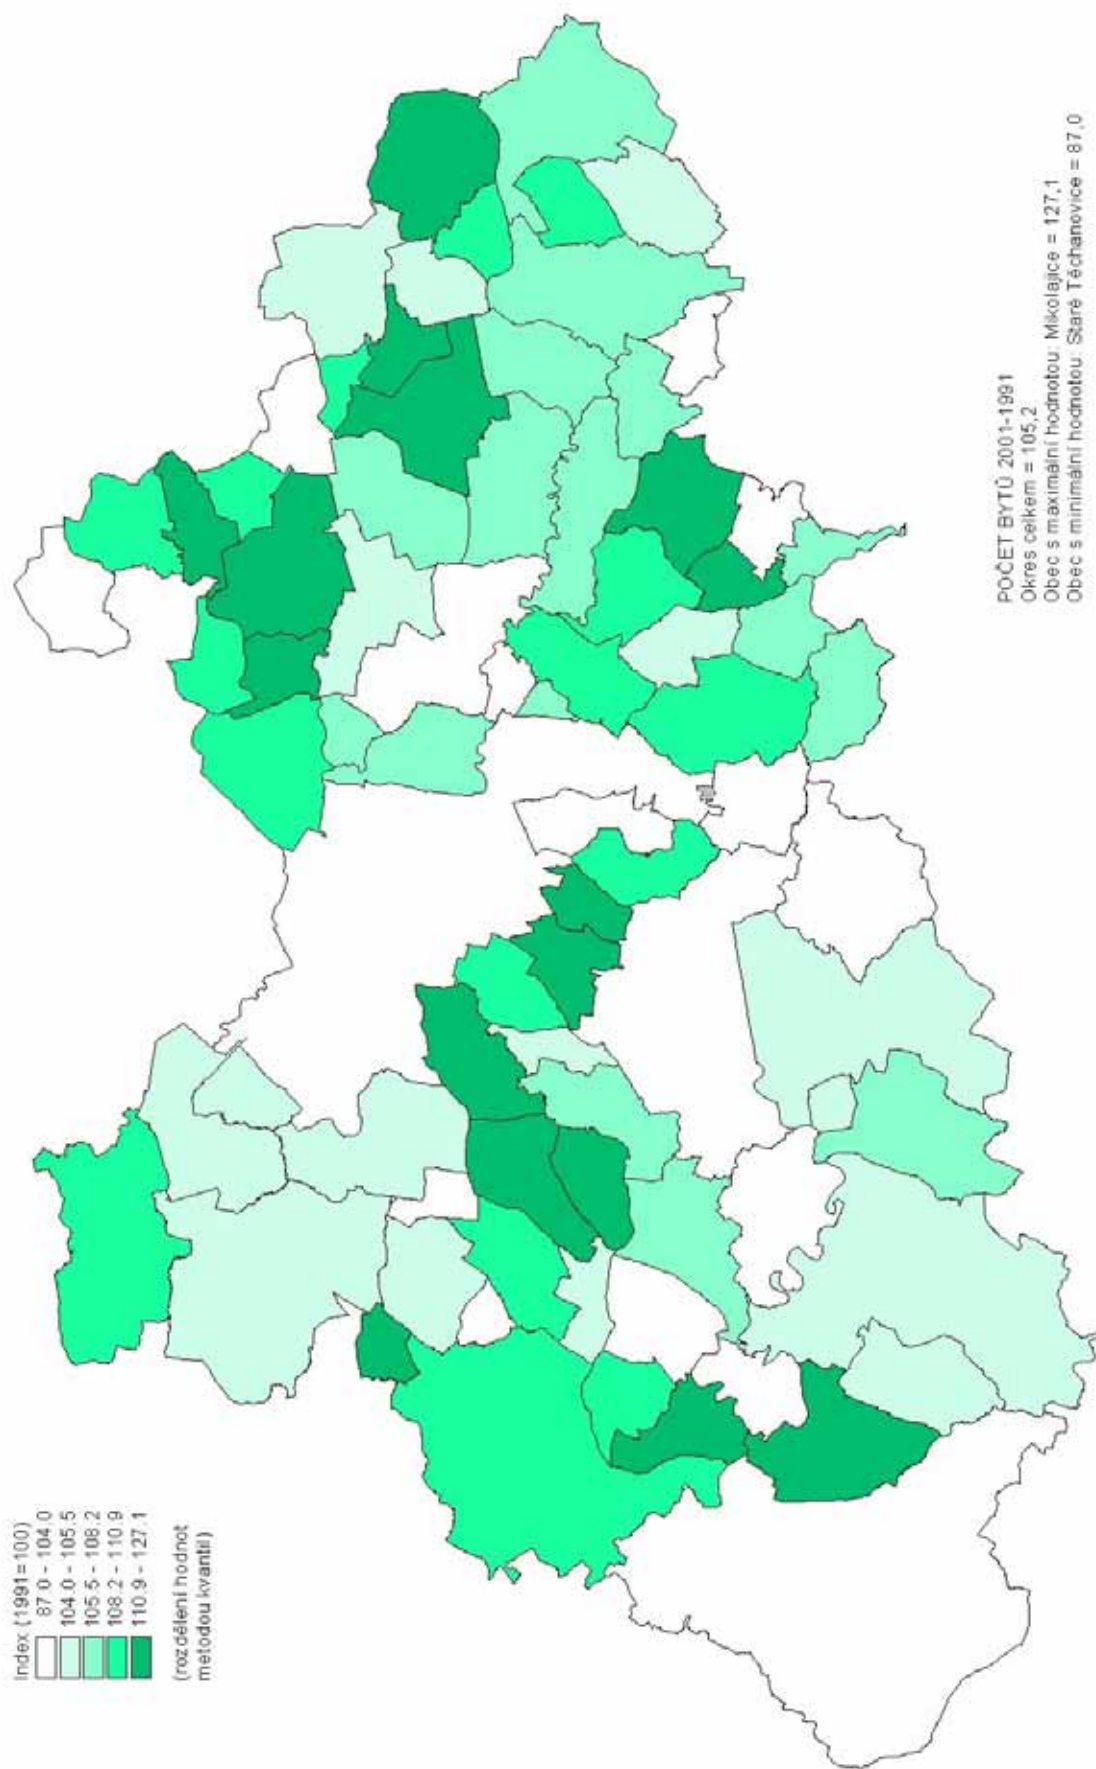 Index (1991=100)
87.0 - 104.0
104.0 - 105.5
105.5 - 108.2
108.2 - 110.9
110.9 - 127.1
(rozdělení hodnot
metodou kvantil)
POČET BYTŮ 2001-1991
Okres celkem = 105,2
Obec s maximální hodnotou: Mikolajice = 127,1
Obec s minimální hodnotou: Staré Těchanovice = 87,0